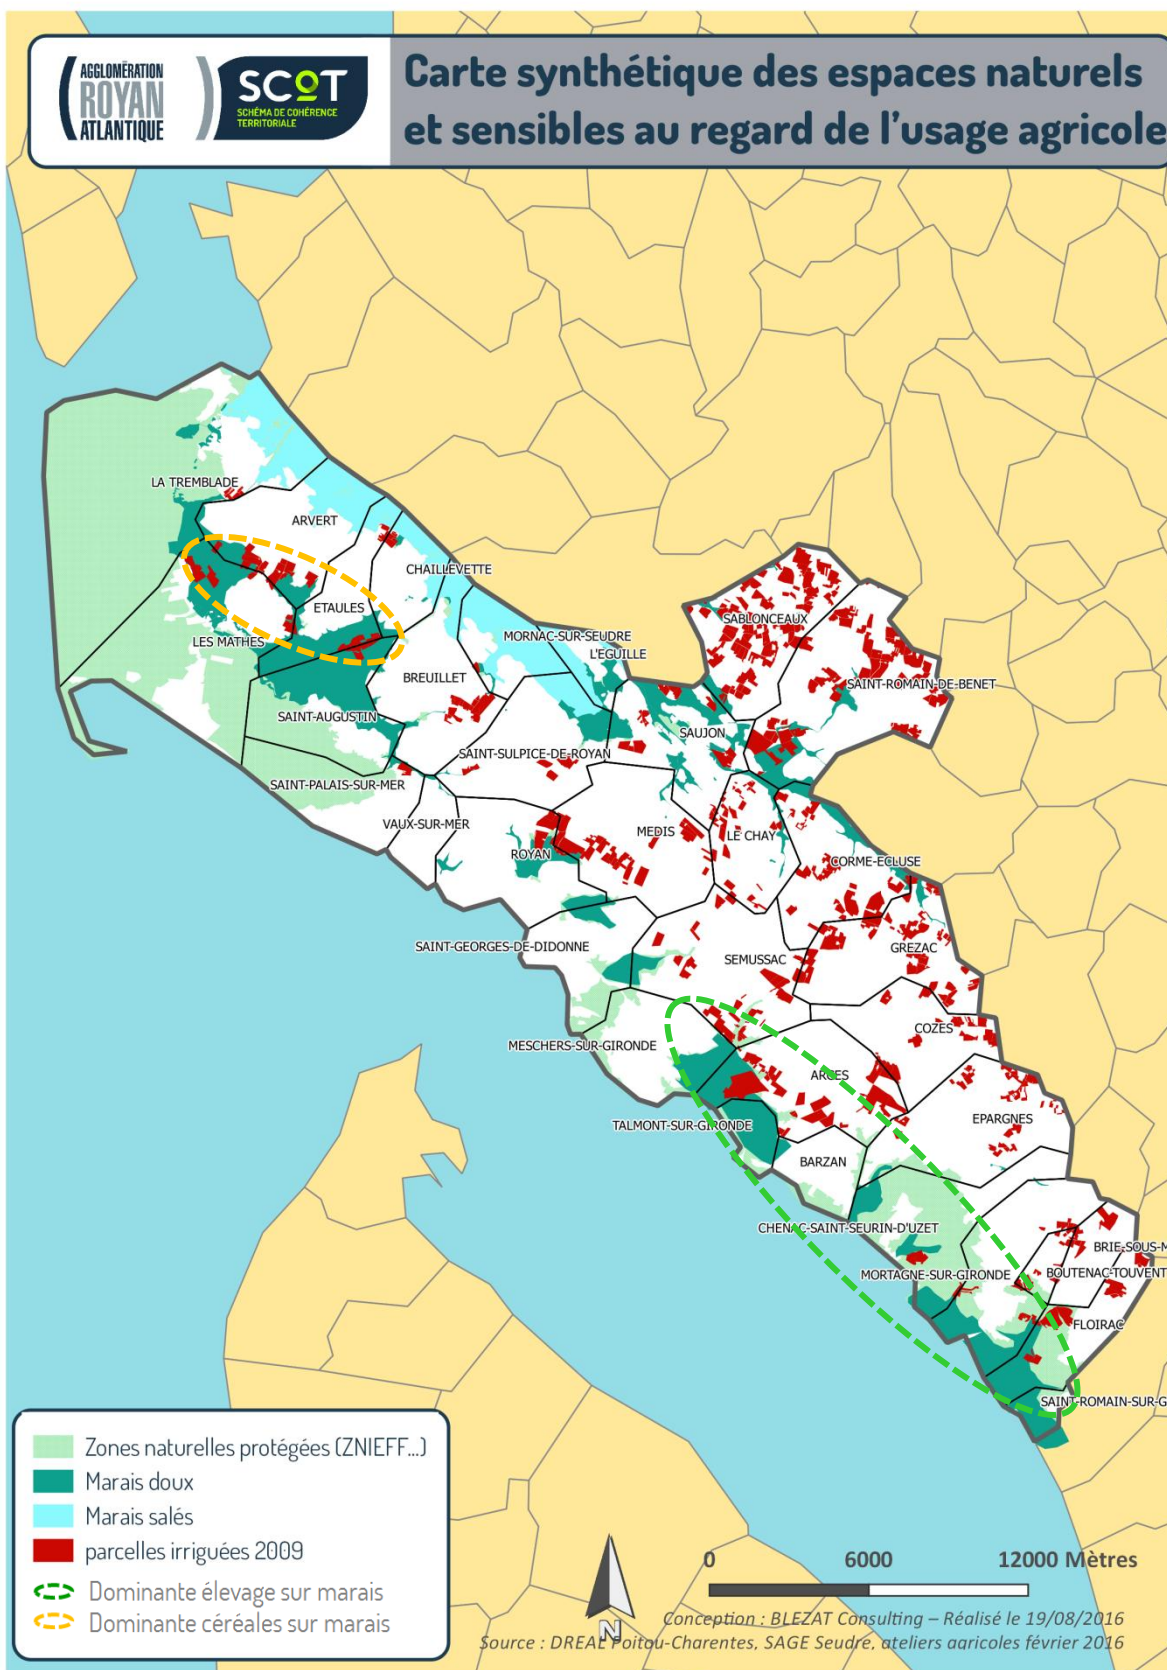 AGGLOMÉRATION
ROYAN
ATLANTIQUE
SCOT
SCHÉMA DE COHÉRENCE
TERRITORIALE
Carte synthétique des espaces naturels
et sensibles au regard de l'usage agricole
LA TREMBLADE
ARVERT
CHAILLEVETTE
ETAULES
LES MATHES
MORNAC-SUR-SEUDRE
L'EGUILLE
SABLONCEAUX
BREUILLET
SAINT-ROMAIN-DE-BENET
SAINT-AUGUSTIN
SAUJON
SAINT-SULPICE-DE-ROYAN
SAINT-PALAIS-SUR-MER
VAUX-SUR-MER
MEDIS
LE CHAY
ROYAN
CORME-ECLUSE
SAINT-GEORGES-DE-DIDONNE
SEMUSSAC
GREZAC
COZES
MESCHERS-SUR-GIRONDE
ARCES
TALMONT-SUR-GIRONDE
EPARGNES
BARZAN
CHENAC-SAINT-SEURIN-D'UZET
BRIE-SOUS-M
MORTAGNE-SUR-GIRONDE
BOUTENAC-TOUVENT
FLOIRAC
SAINT-ROMAIN-SUR-G
Zones naturelles protégées (ZNIEFF...)
Marais doux
Marais salés
parcelles irriguées 2009
Dominante élevage sur marais
Dominante céréales sur marais
N
0 6000 12000 Mètres
Conception : BLEZAT Consulting – Réalisé le 19/08/2016
Source : DREAL Poitou-Charentes, SAGE Seudre, ateliers agricoles février 2016